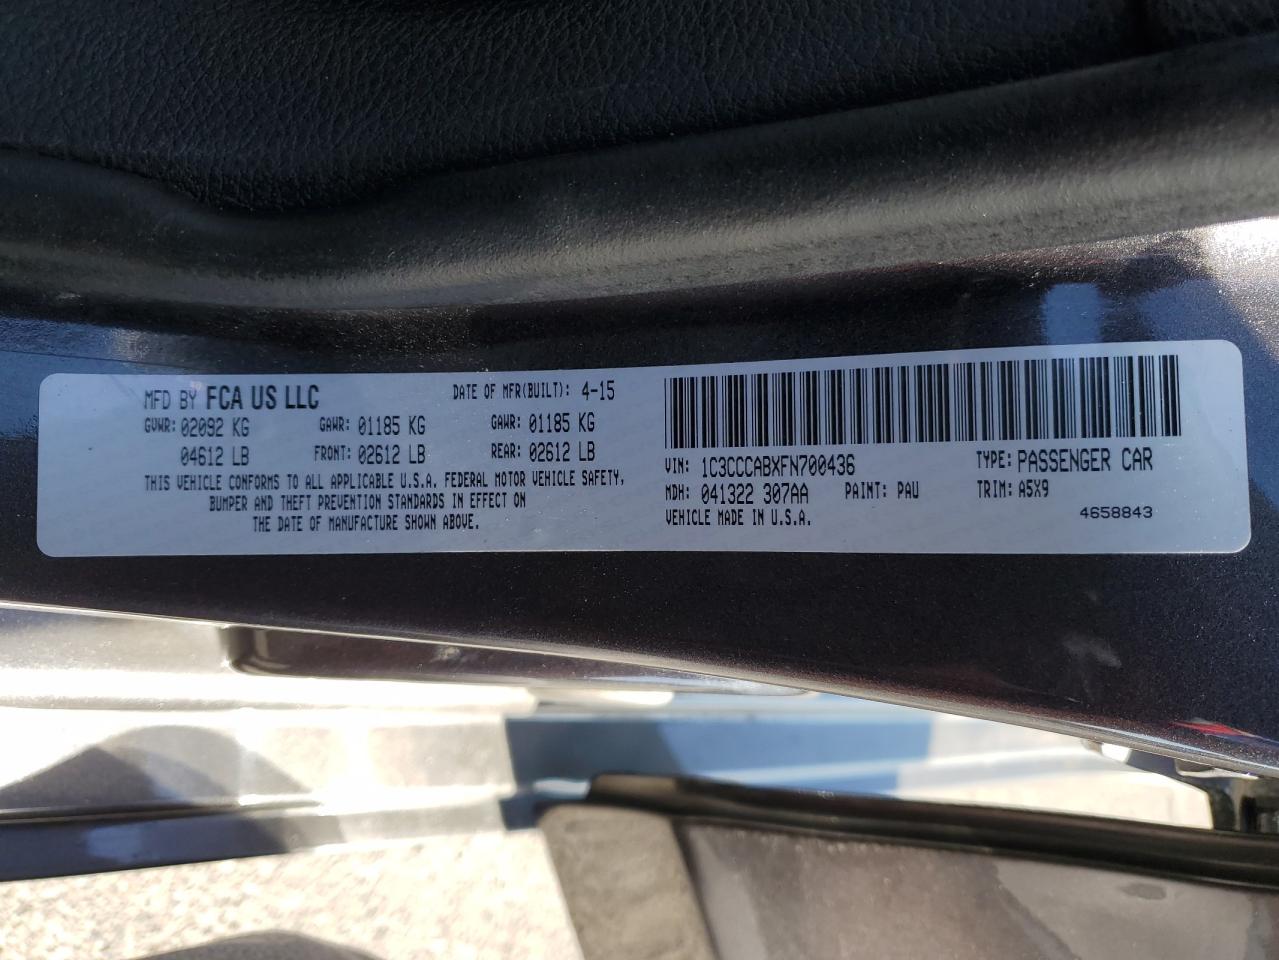 MFD BY FCA US LLC DATE OF MFR(BUILT): 4-15
GVWR: 02092 KG GAWR: 01185 KG GAWR: 01185 KG
04612 LB FRONT: 02612 LB REAR: 02612 LB
THIS VEHICLE CONFORMS TO ALL APPLICABLE U.S.A. FEDERAL MOTOR VEHICLE SAFETY,
BUMPER AND THEFT PREVENTION STANDARDS IN EFFECT ON
THE DATE OF MANUFACTURE SHOWN ABOVE.
VIN: 1C3CCCABXFN700436 TYPE: PASSENGER CAR
MDH: 041322 307AA PAINT: PAU TRIM: A5X9
VEHICLE MADE IN U.S.A. 4658843